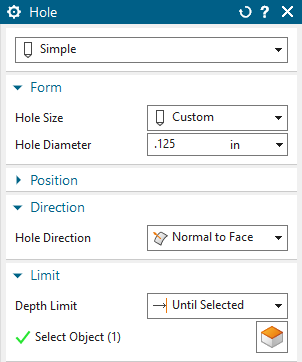 Hole
?
Simple
Form
Hole Size
Custom
Hole Diameter
.125 in
Position
Direction
Hole Direction
Normal to Face
Limit
Depth Limit
Until Selected
Select Object (1)